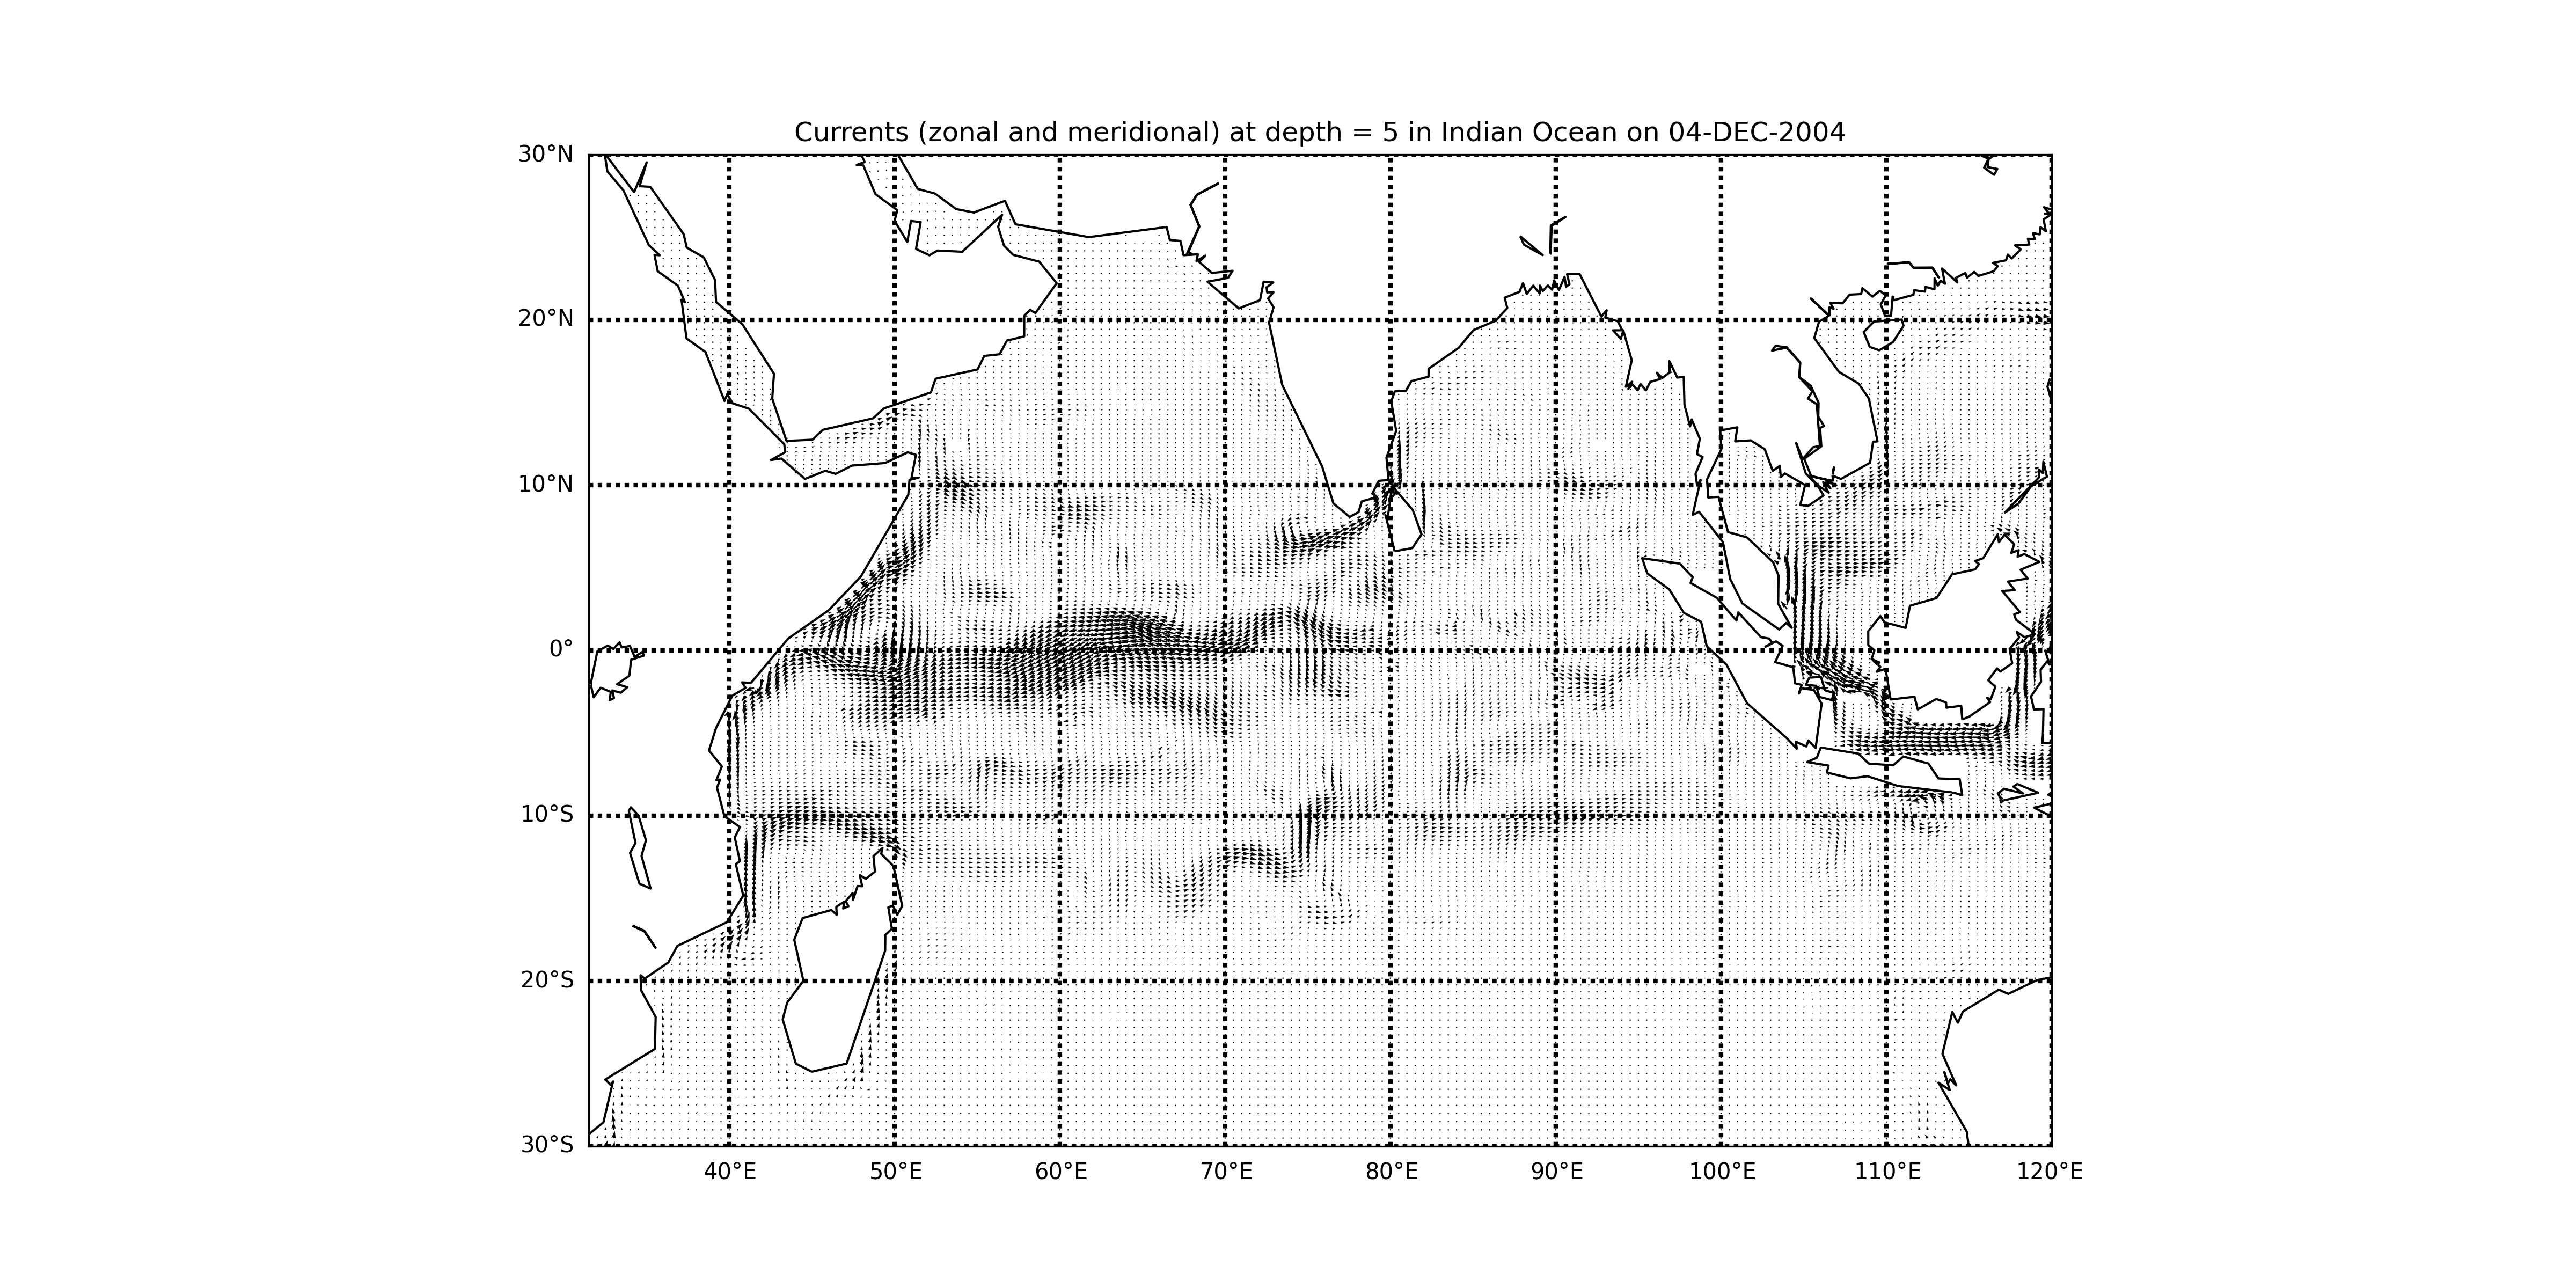 Currents (zonal and meridional) at depth = 5 in Indian Ocean on 04-DEC-2004
30°N
20°N
10°N
0°
10°S
20°S
30°S
40°E 50°E 60°E 70°E 80°E 90°E 100°E 110°E 120°E